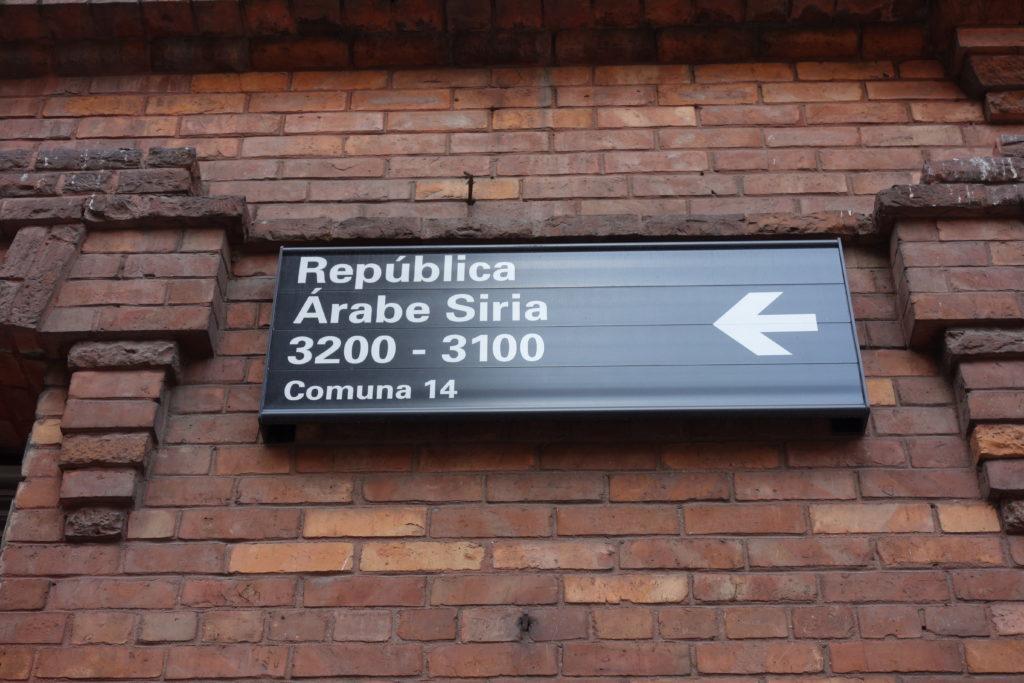 República
Árabe Siria
3200 - 3100
Comuna 14